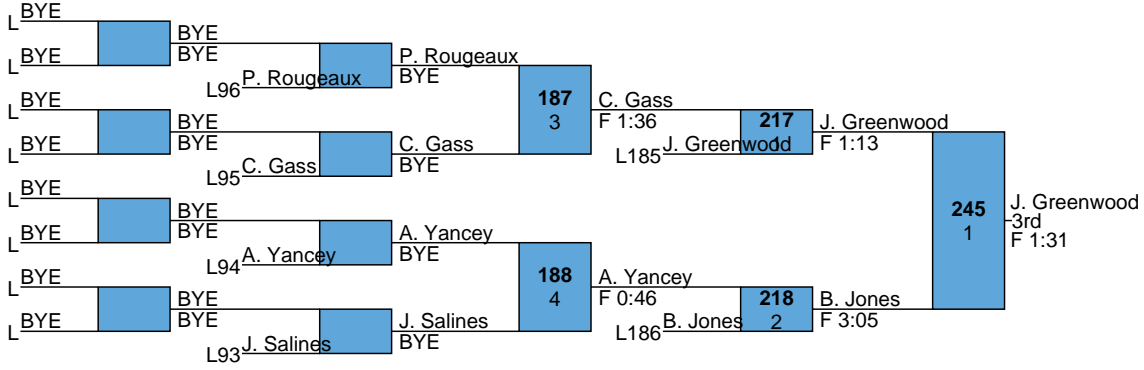 L BYE
BYE
L BYE
BYE
L96 P. Rougeaux
P. Rougeaux
BYE
L BYE
BYE
L BYE
BYE
L95 C. Gass
C. Gass
BYE
187
3
C. Gass
F 1:36
L185 J. Greenwood
217
1
J. Greenwood
F 1:13
L BYE
BYE
L BYE
BYE
L94 A. Yancey
A. Yancey
BYE
L BYE
BYE
L BYE
BYE
L93 J. Salines
J. Salines
BYE
188
4
A. Yancey
F 0:46
L186 B. Jones
218
2
B. Jones
F 3:05
245
1
J. Greenwood
3rd
F 1:31